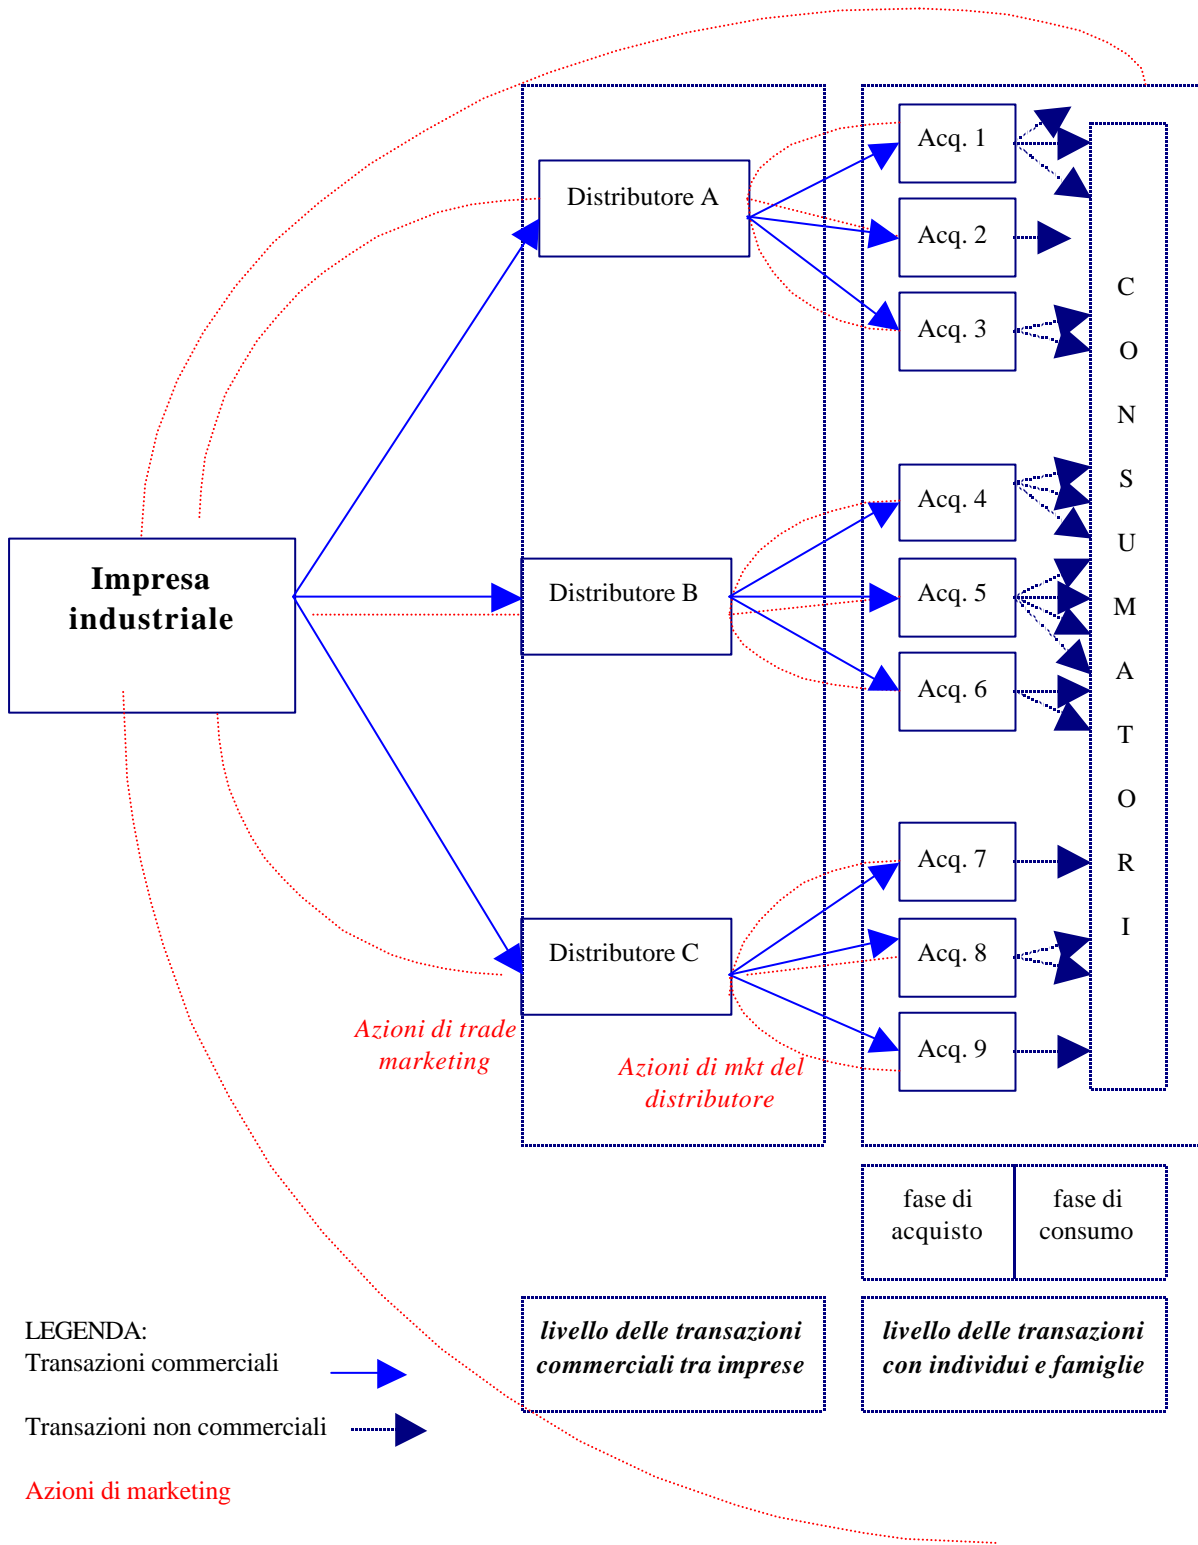 Acq. 1
Distributore A
Acq. 2
Acq. 3
Acq. 4
Impresa
industriale
Distributore B
Acq. 5
Acq. 6
Acq. 7
Distributore C
Acq. 8
Acq. 9
C
O
N
S
U
M
A
T
O
R
I
Azioni di trade
marketing
Azioni di mkt del
distributore
fase di
acquisto
fase di
consumo
livello delle transazioni
commerciali tra imprese
livello delle transazioni
con individui e famiglie
LEGENDA:
Transazioni commerciali
Transazioni non commerciali
Azioni di marketing